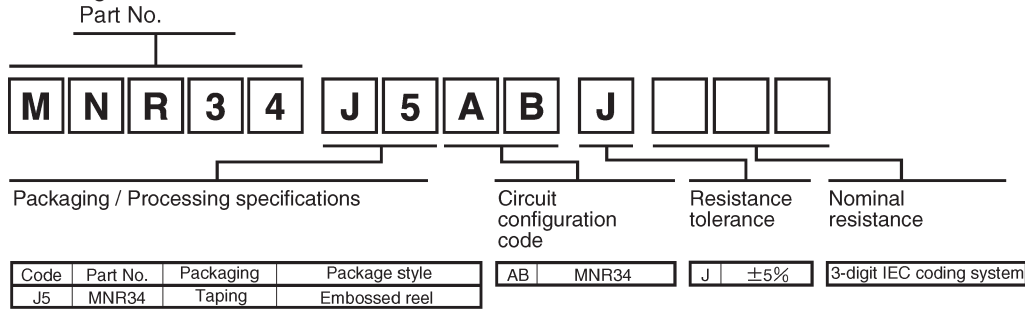 Part No.
M N R 3 4 J 5 A B J
Packaging / Processing specifications
Circuit
configuration
code
Resistance
tolerance
Nominal
resistance
Code Part No. Packaging Package style
J5 MNR34 Taping Embossed reel
AB MNR34
J ±5%
3-digit IEC coding system